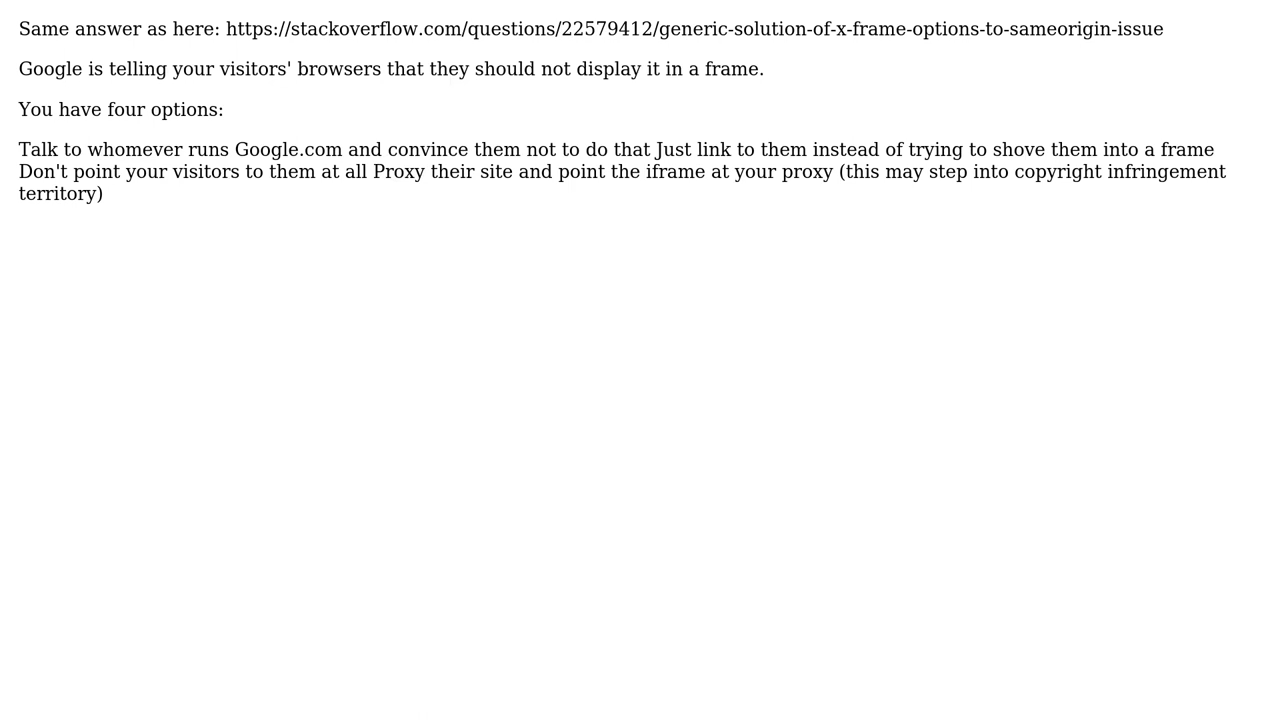 Same answer as here: https://stackoverflow.com/questions/22579412/generic-solution-of-x-frame-options-to-sameorigin-issue
Google is telling your visitors' browsers that they should not display it in a frame.
You have four options:
Talk to whomever runs Google.com and convince them not to do that Just link to them instead of trying to shove them into a frame
Don't point your visitors to them at all Proxy their site and point the iframe at your proxy (this may step into copyright infringement
territory)